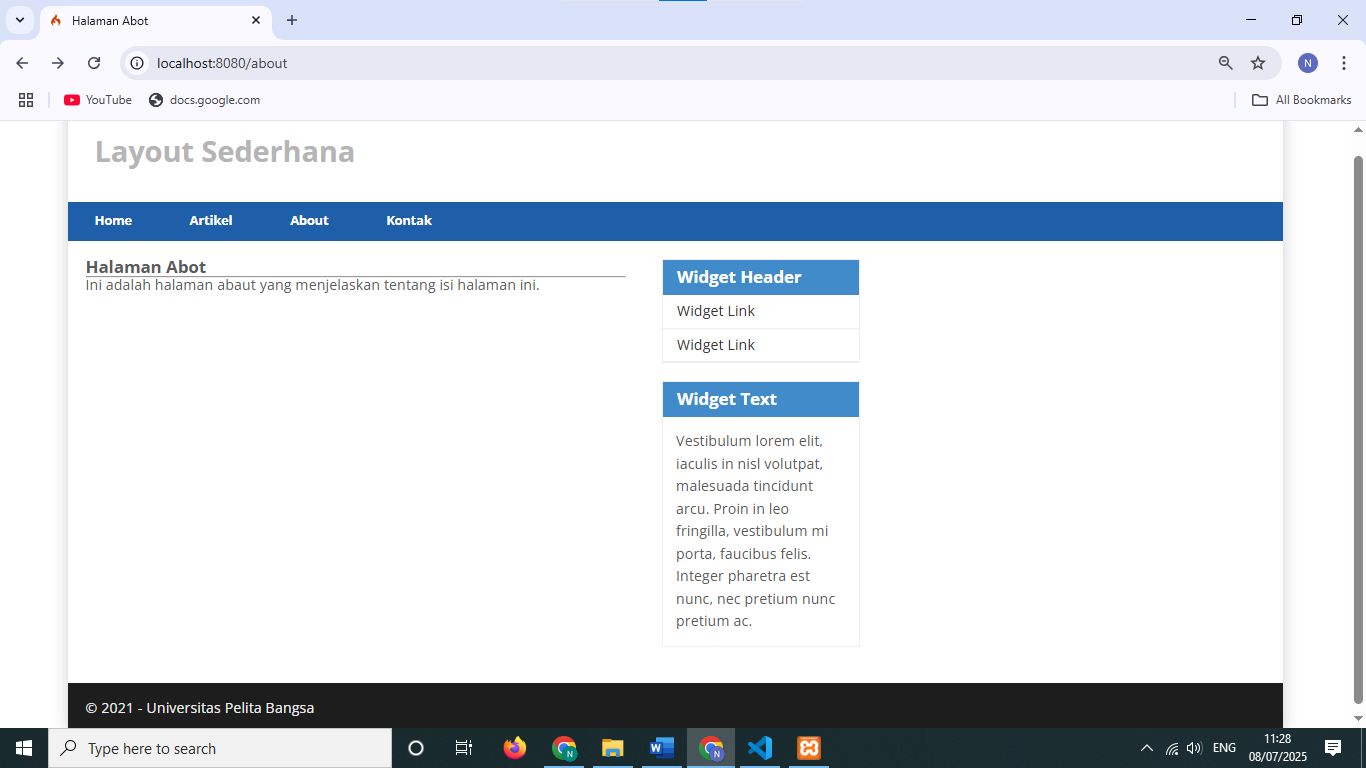 Halaman Abot
localhost:8080/about
N
YouTube
docs.google.com
All Bookmarks
Layout Sederhana
Home
Artikel
About
Kontak
Halaman Abot
Ini adalah halaman abaut yang menjelaskan tentang isi halaman ini.
Widget Header
Widget Link
Widget Link
Widget Text
Vestibulum lorem elit,
iaculis in nisl volutpat,
malesuada tincidunt
arcu. Proin in leo
fringilla, vestibulum mi
porta, faucibus felis.
Integer pharetra est
nunc, nec pretium nunc
pretium ac.
© 2021 - Universitas Pelita Bangsa
Type here to search
N
W
N
ENG
11:28
08/07/2025